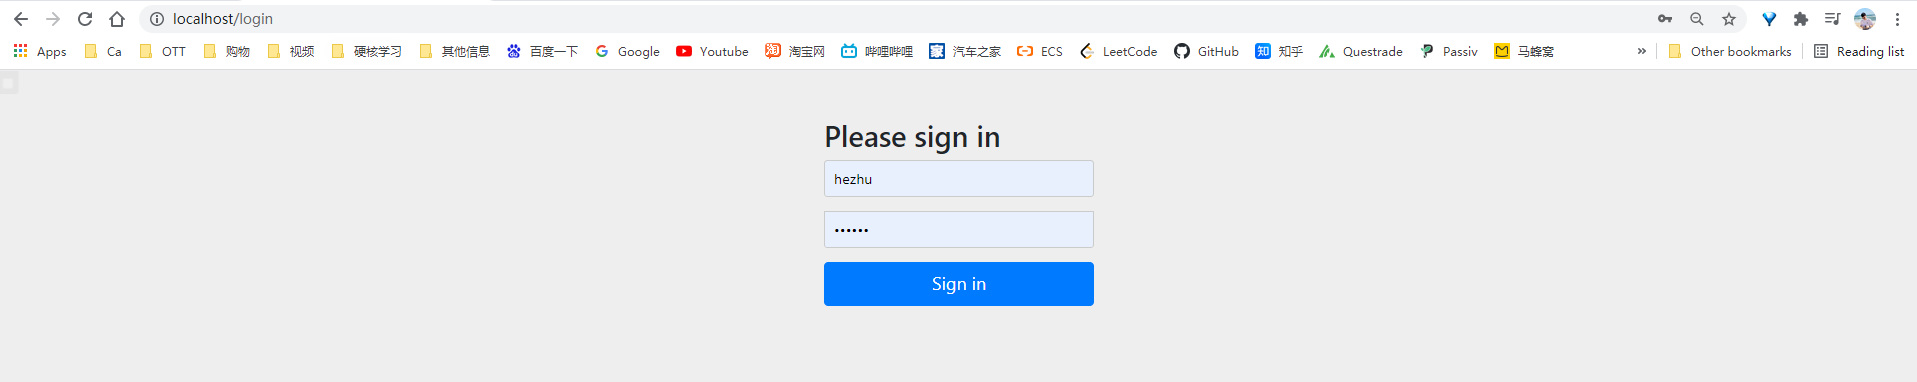 localhost/login
Apps Ca OTT 购物 视频 硬核学习 其他信息 百度一下 Google Youtube 淘宝网 哔哩哔哩 汽车之家 ECS LeetCode GitHub 知乎 Questrade Passiv 马蜂窝 » Other bookmarks Reading list
Please sign in
hezhu
••••••
Sign in